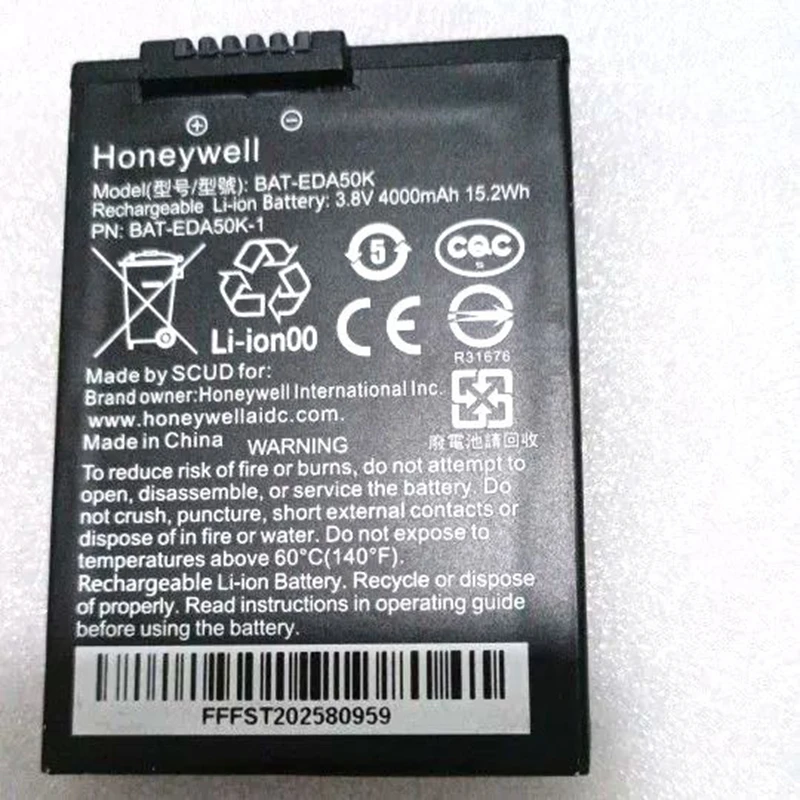 Honeywell
Model(型号/型號): BAT-EDA50K
Rechargeable Li-ion Battery: 3.8V 4000mAh 15.2Wh
PN: BAT-EDA50K-1
5
CQC
Li-ion00
CE
R31676
Made by SCUD for:
Brand owner:Honeywell International Inc.
www.honeywellaidc.com.
Made in China
廢電池請回收
WARNING
To reduce risk of fire or burns, do not attempt to
open, disassemble, or service the battery. Do
not crush, puncture, short external contacts or
dispose of in fire or water. Do not expose to
temperatures above 60°C(140°F).
Rechargeable Li-ion Battery. Recycle or dispose
of properly. Read instructions in operating guide
before using the battery.
FFFST202580959